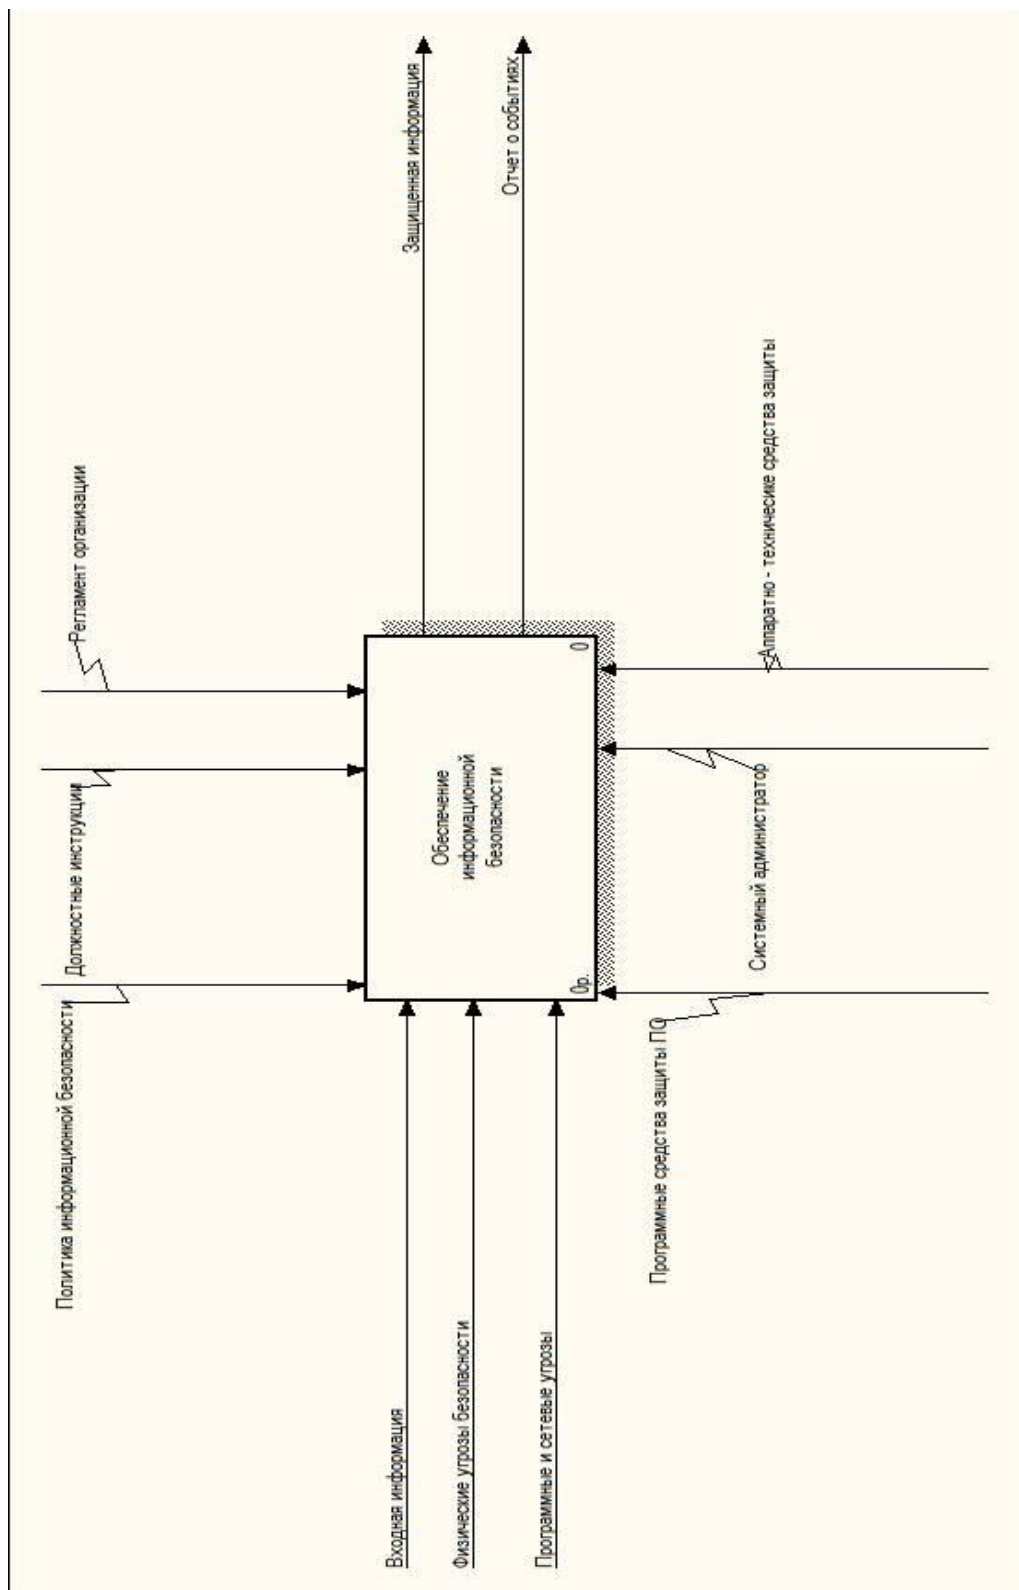 Политика информационной безопасности
Должностные инструкции
Регламент организации
Входная информация
Физические угрозы безопасности
Программные и сетевые угрозы
Обеспечение
информационной
безопасности
0р.
0
Защищенная информация
Отчет о событиях
Программные средства защиты ПО
Системный администратор
Аппаратно - техничесике средства защиты